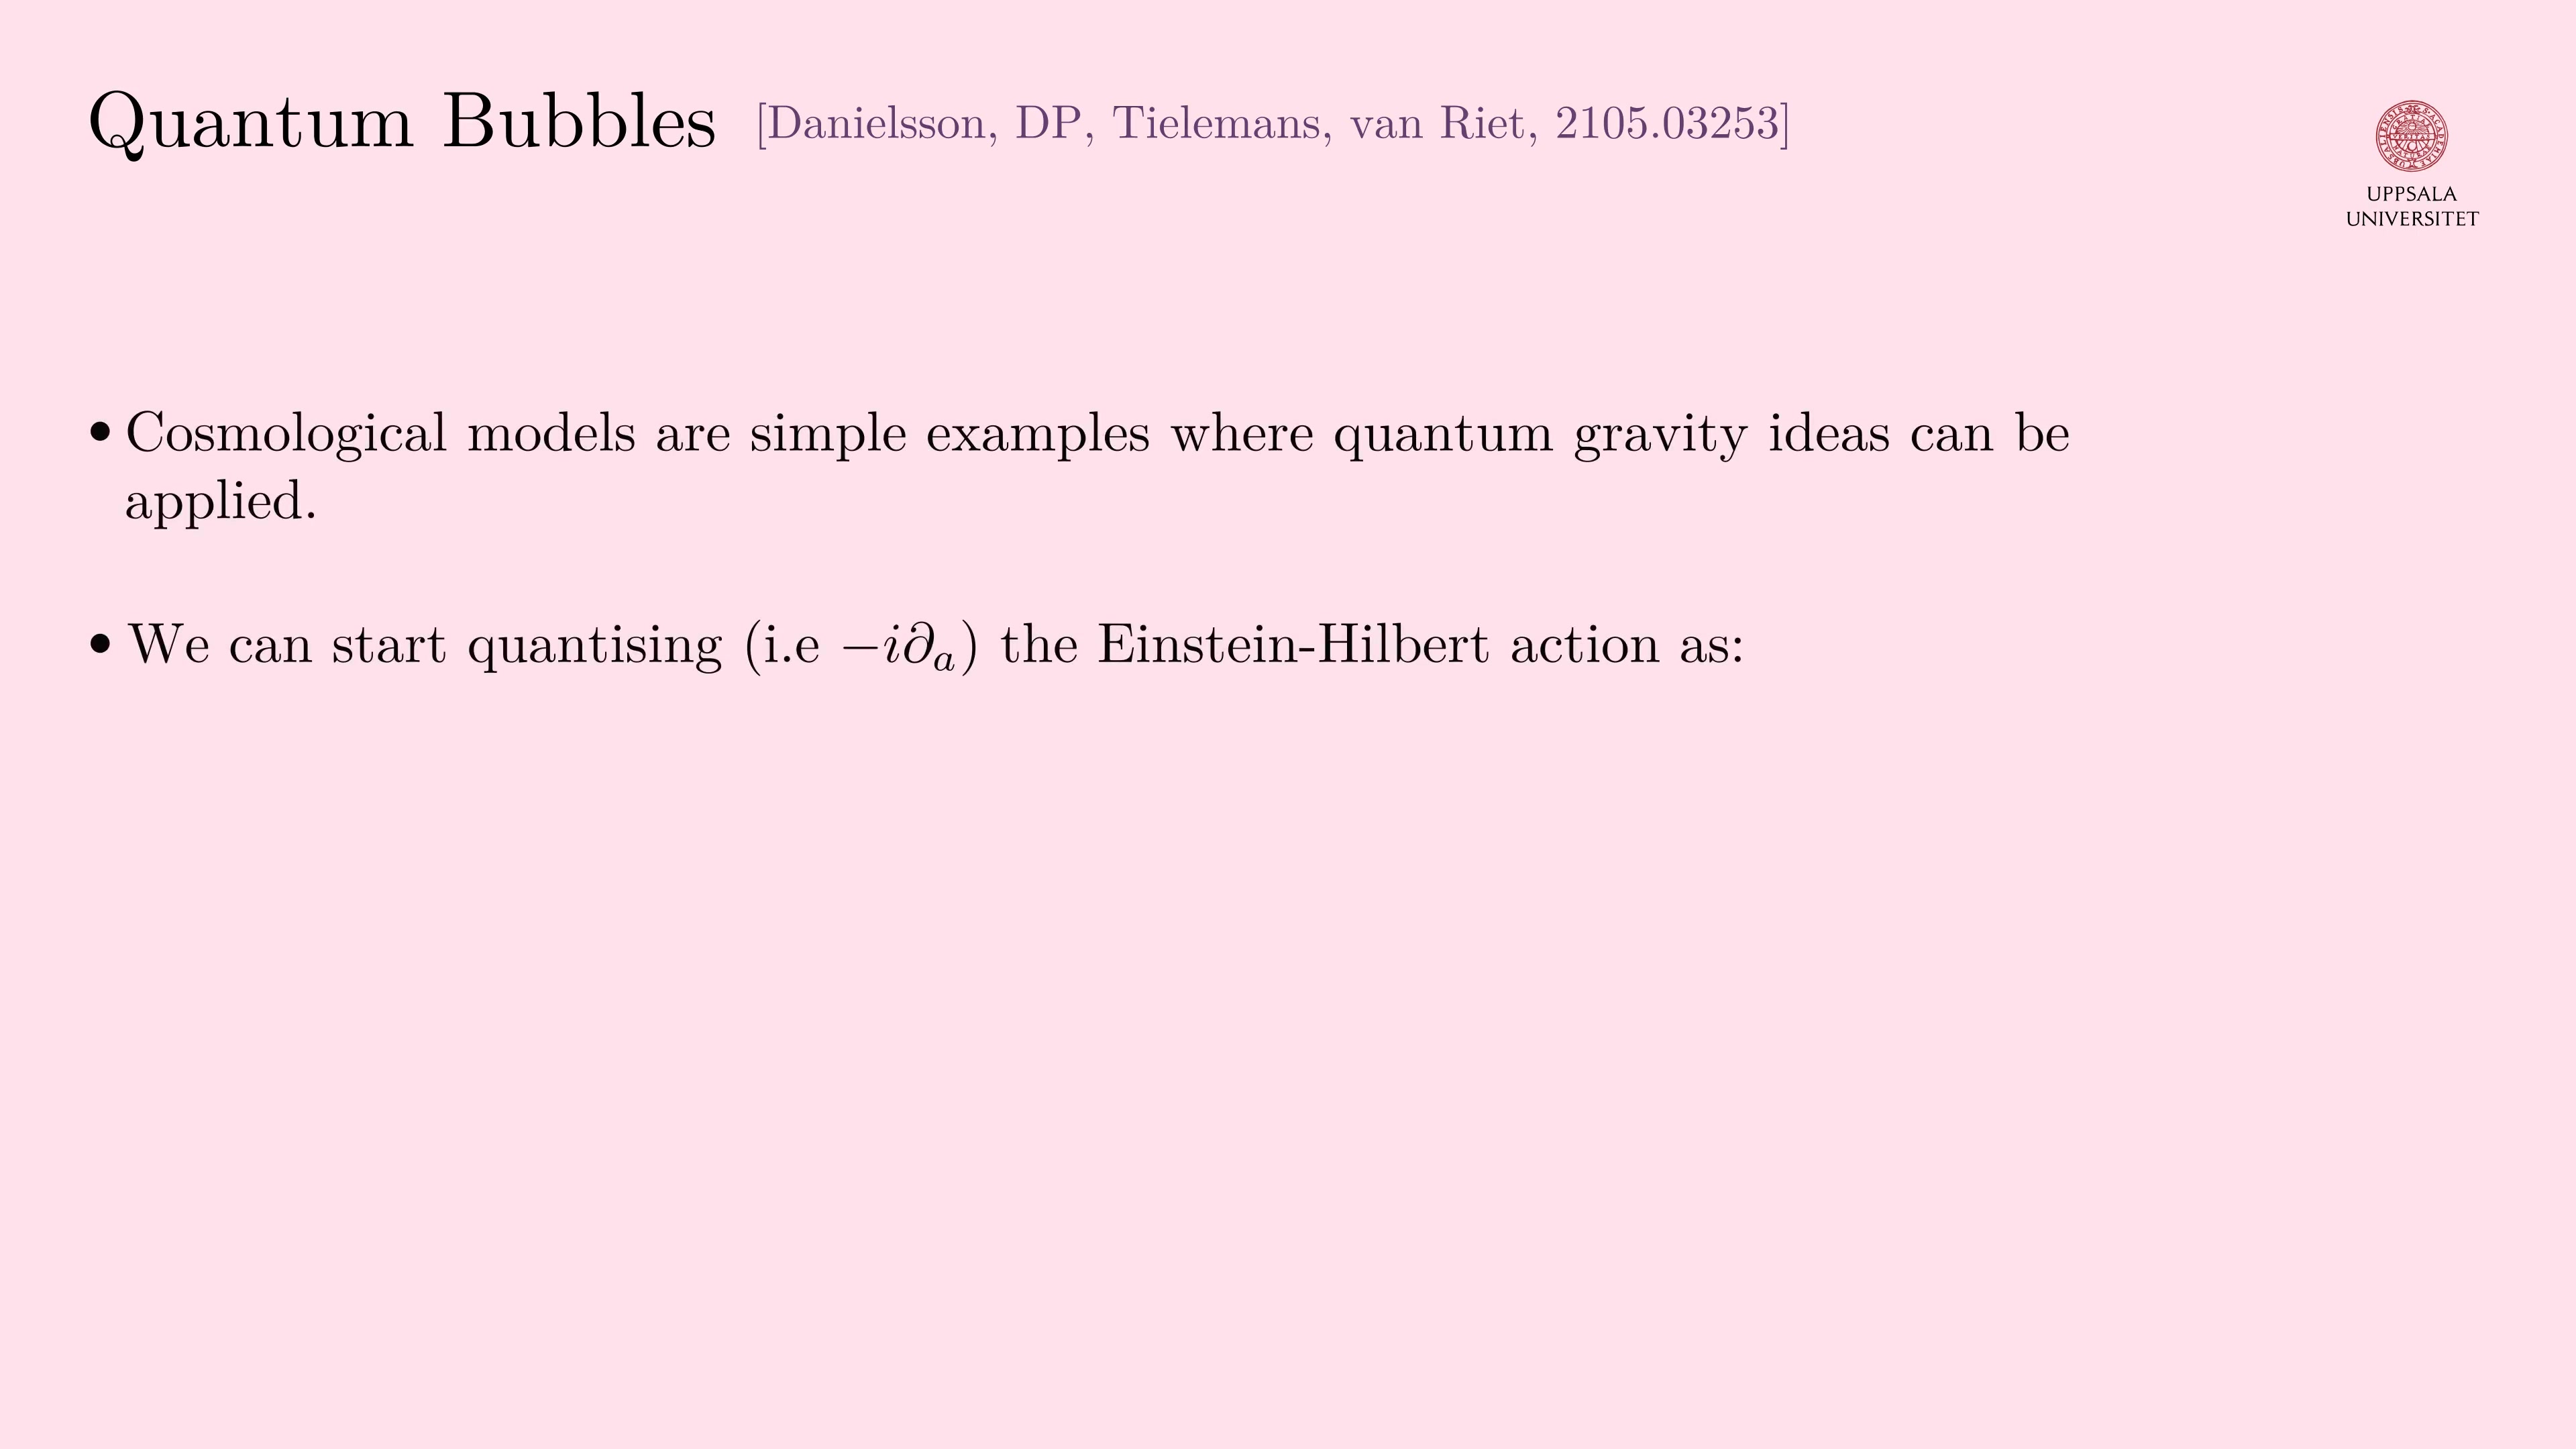 Quantum Bubbles [Danielsson, DP, Tielemans, van Riet, 2105.03253]
UPPSALA
UNIVERSITET
• Cosmological models are simple examples where quantum gravity ideas can be
applied.
• We can start quantising (i.e −i∂ₐ) the Einstein-Hilbert action as: